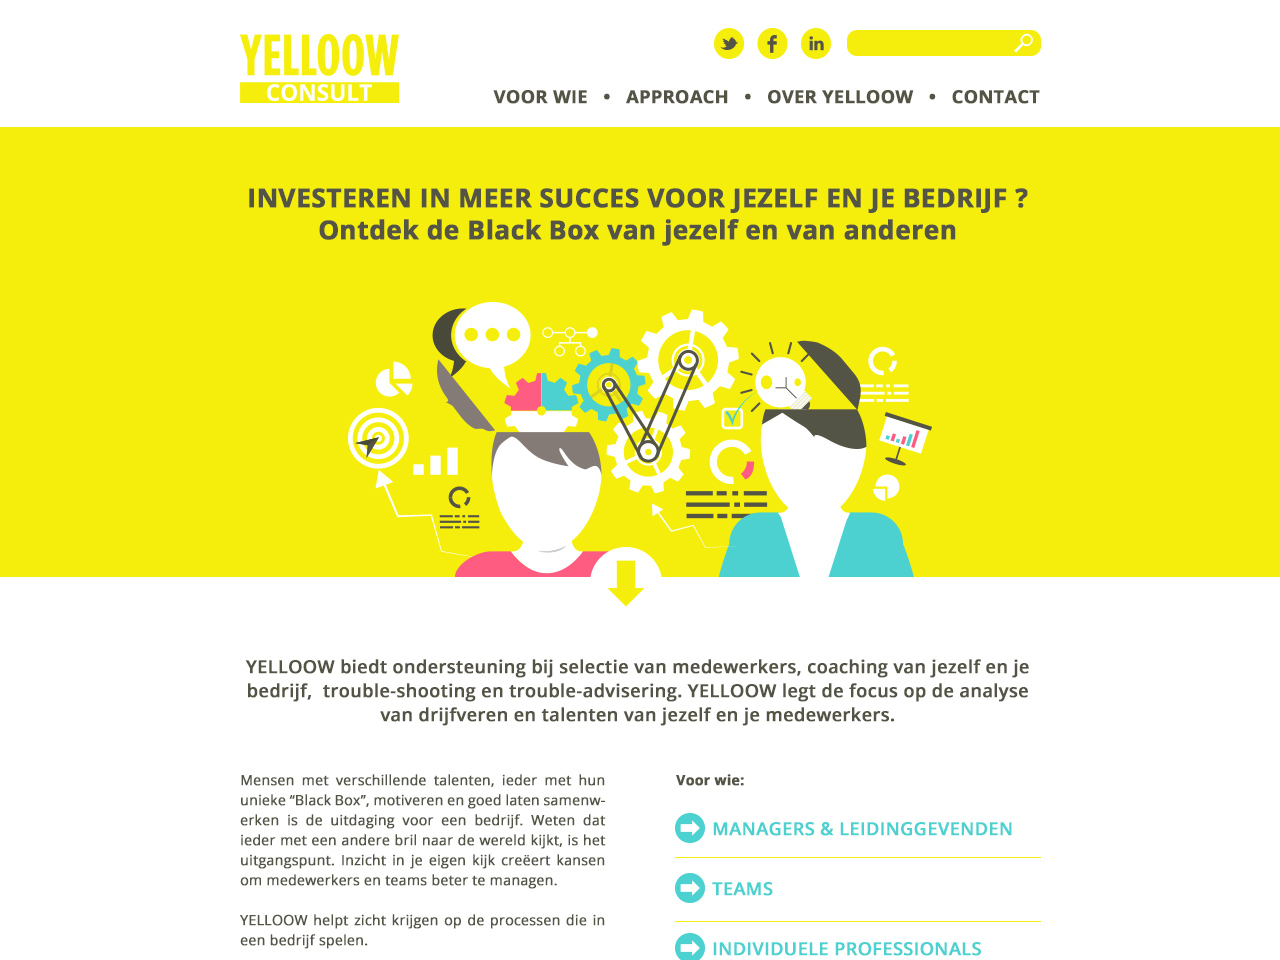 YELLOOW
CONSULT
VOOR WIE • APPROACH • OVER YELLOOW • CONTACT
INVESTEREN IN MEER SUCCES VOOR JEZELF EN JE BEDRIJF ?
Ontdek de Black Box van jezelf en van anderen
YELLOOW biedt ondersteuning bij selectie van medewerkers, coaching van jezelf en je
bedrijf, trouble-shooting en trouble-advisering. YELLOOW legt de focus op de analyse
van drijfveren en talenten van jezelf en je medewerkers.
Mensen met verschillende talenten, ieder met hun
unieke “Black Box”, motiveren en goed laten samenw-
erken is de uitdaging voor een bedrijf. Weten dat
ieder met een andere bril naar de wereld kijkt, is het
uitgangspunt. Inzicht in je eigen kijk creëert kansen
om medewerkers en teams beter te managen.
YELLOOW helpt zicht krijgen op de processen die in
een bedrijf spelen.
Voor wie:
MANAGERS & LEIDINGGEVENDEN
TEAMS
INDIVIDUELE PROFESSIONALS